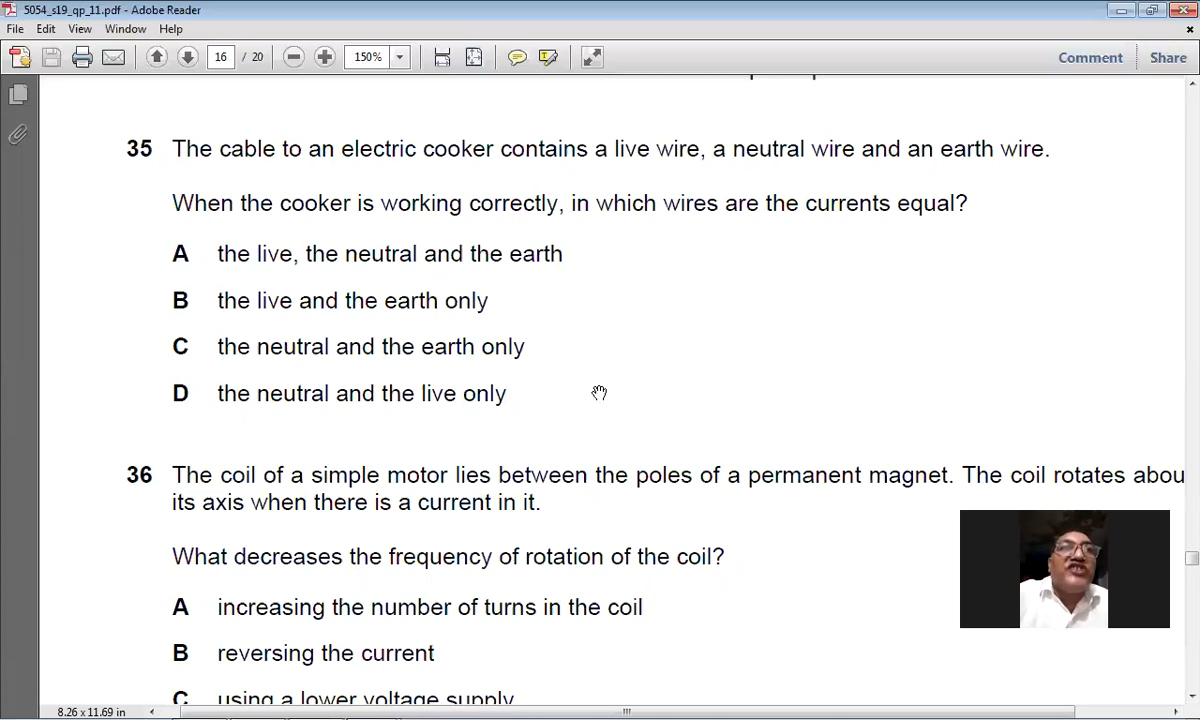 5054_s19_qp_11.pdf - Adobe Reader
File Edit View Window Help
16 / 20 150% Comment Share
35 The cable to an electric cooker contains a live wire, a neutral wire and an earth wire.
When the cooker is working correctly, in which wires are the currents equal?
A the live, the neutral and the earth
B the live and the earth only
C the neutral and the earth only
D the neutral and the live only
36 The coil of a simple motor lies between the poles of a permanent magnet. The coil rotates abou
its axis when there is a current in it.
What decreases the frequency of rotation of the coil?
A increasing the number of turns in the coil
B reversing the current
C using a lower voltage supply
8.26 x 11.69 in